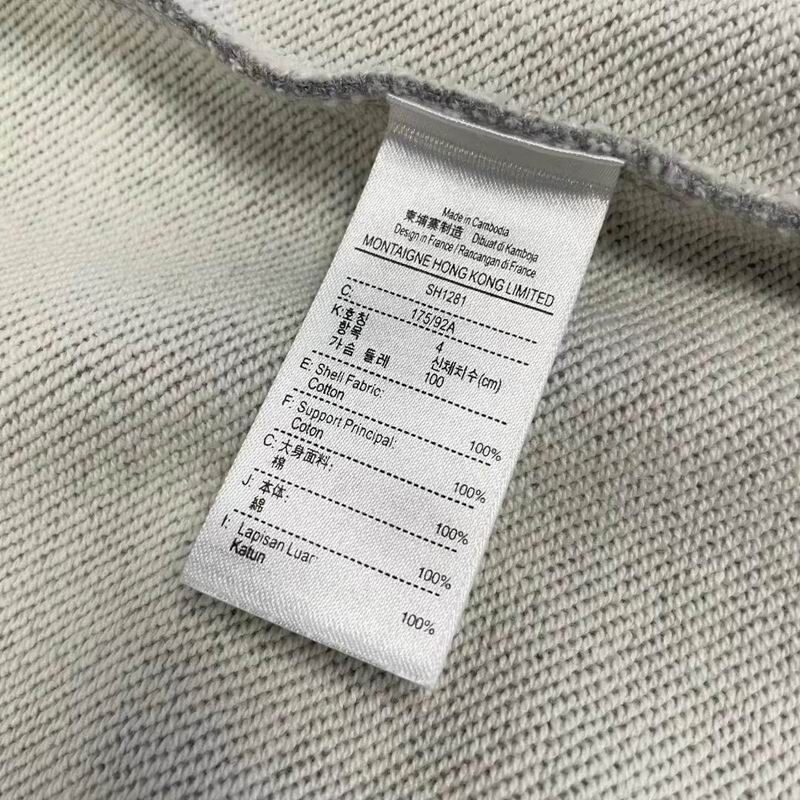 Made in Cambodia
柬埔寨制造 Dibuat di Kamboja
Design in France / Rancangan di France
MONTAIGNE HONG KONG LIMITED
SH1281
C: 175/92A
K:호칭 4
항목 신체치수(cm)
가슴 둘레 100
E: Shell Fabric:
Cotton 100%
F: Support Principal:
Coton 100%
C: 大身面料:
棉 100%
J: 本体:
綿 100%
I: Lapisan Luar
Katun 100%